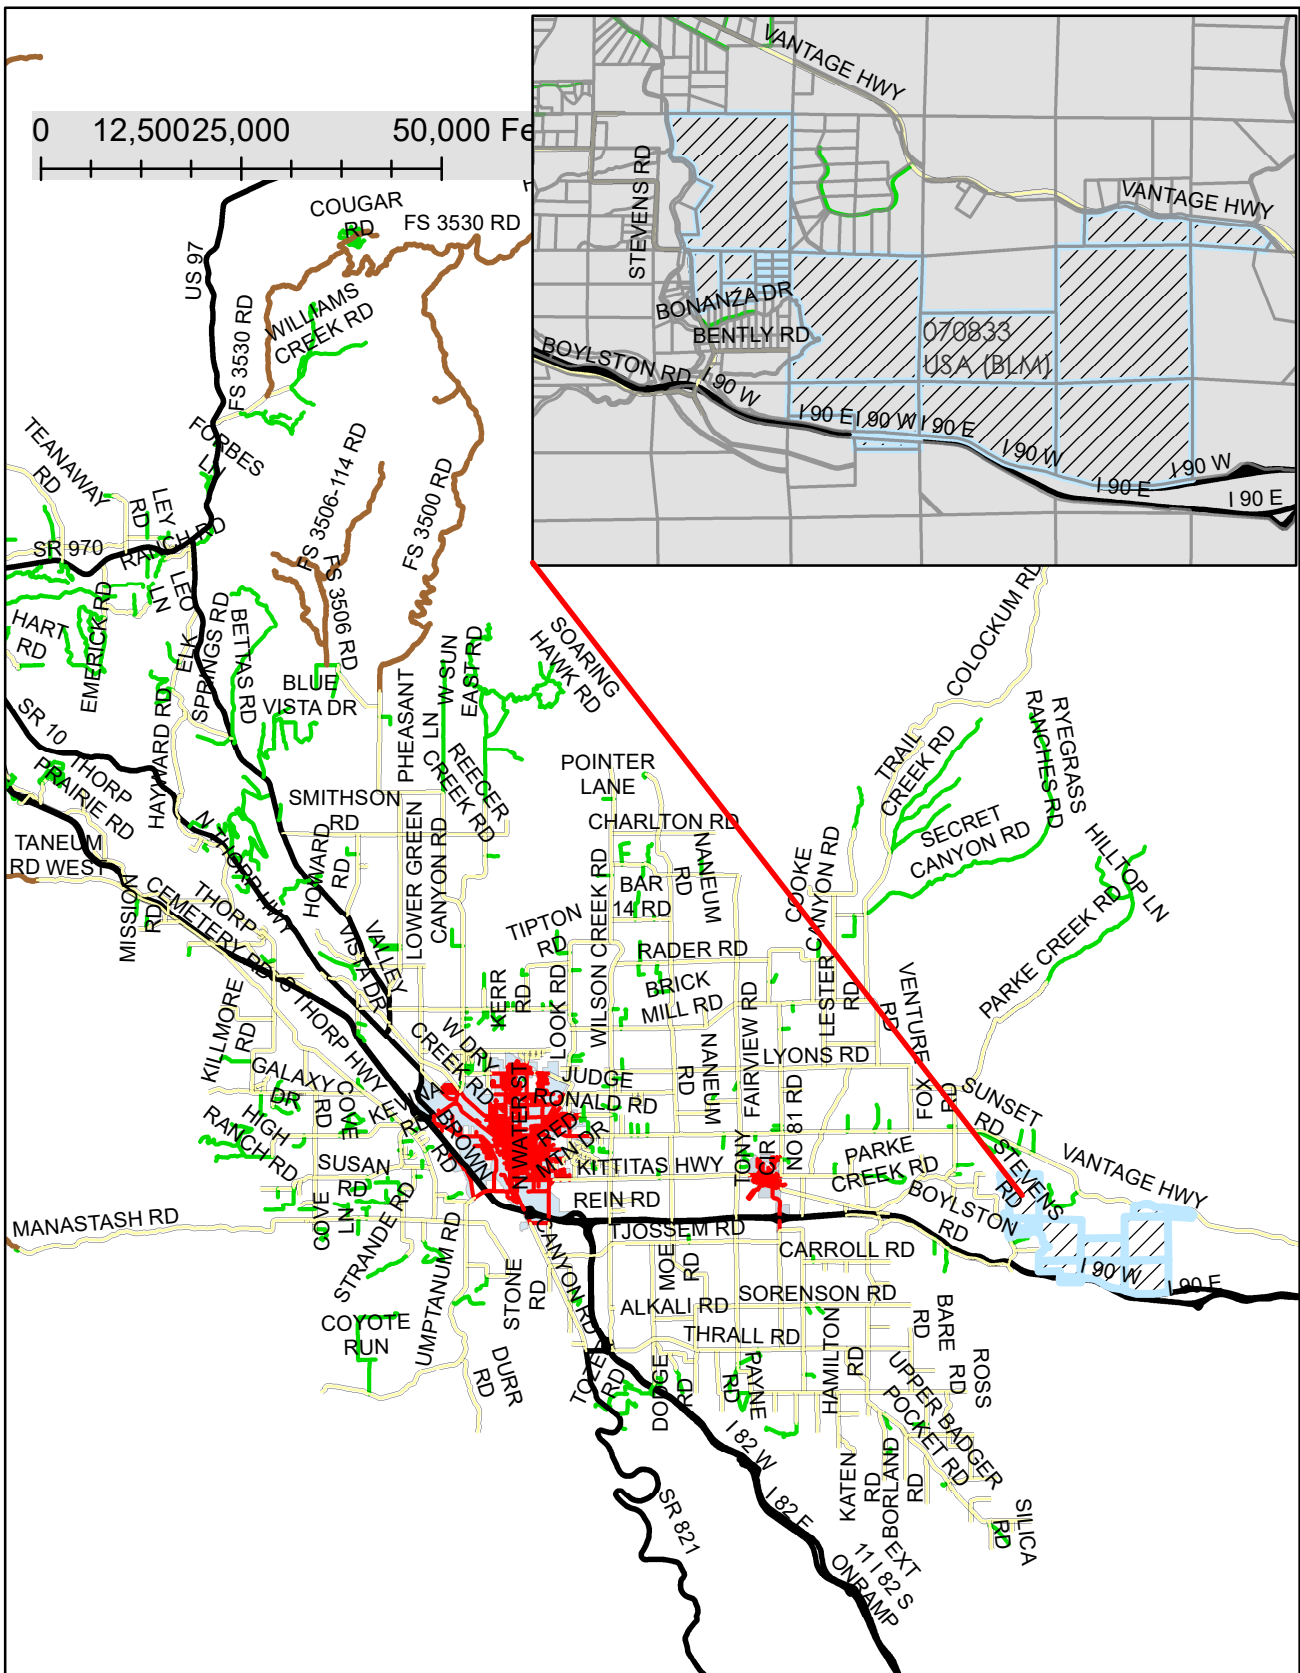 0 12,500 25,000 50,000 Fe
VANTAGE HWY
STEVENS RD
VANTAGE HWY
BONANZA DR
BENTLY RD
070833
USA (BLM)
BOYLSTON RD
I 90 W
I 90 E
I 90 W
I 90 E
I 90 W
I 90 E
I 90 W
I 90 E
COUGAR
RD
FS 3530 RD
US 97
FS 3530 RD
WILLIAMS
CREEK RD
FORBES
LN
TEANAWAY
RD
FS 3506-114 RD
FS 3500 RD
LEY
RD
RANCH RD
SR 970
LEO
LN
FS 3506 RD
HART
RD
EMERICK RD
ELK
SPRINGS RD
BETTAS RD
BLUE
VISTA DR
W SUN
EAST RD
SOARING
HAWK RD
COLOCKUM RD
SR 10
HAYWARD RD
PHEASANT
LN
REECER
CREEK RD
POINTER
LANE
TRAIL
CREEK RD
RYEGRASS
RANCHES RD
THORP
PRAIRIE RD
SMITHSON
RD
CHARLTON RD
SECRET
CANYON RD
HILLTOP LN
TANEUM
RD WEST
N THORP HWY
HOWARD
RD
LOWER GREEN
CANYON RD
NANEUM
RD
COOKE
CANYON RD
MISSION
RD
CEMETERY RD
THORP
BAR
14 RD
TIPTON
RD
WILSON CREEK RD
RADER RD
PARKE CREEK RD
VALLEY
VISTA DR
KERR
RD
LOOK RD
BRICK
MILL RD
LESTER
RD
VENTURE
RD
S THORP HWY
KILLMORE
RD
W DRY
CREEK RD
FAIRVIEW RD
LYONS RD
NANEUM
RD
GALAXY
DR
COVE
RD
JUDGE
RONALD RD
FOX
RD
SUNSET
RD
HIGH
RANCH RD
BROWN
RD
N WATER ST
RED
MTN DR
NO 81 RD
TONY
CIR
PARKE
CREEK RD
STEVENS
RD
VANTAGE HWY
SUSAN
RD
KITTITAS HWY
REIN RD
BOYLSTON
RD
MANASTASH RD
COVE
LN
STRANDE RD
TJOSSEM RD
MOE
RD
CARROLL RD
I 90 W
I 90 E
UMPTANUM RD
STONE
RD
CANYON RD
ALKALI RD
SORENSON RD
COYOTE
RUN
THRALL RD
BARE
RD
ROSS
RD
DURR
RD
TOZER
RD
DODGE
RD
PAYNE
RD
HAMILTON
RD
UPPER BADGER
POCKET RD
I 82 W
KATEN
RD
BORLAND
RD
SILICA
RD
SR 821
I 82 E
EXT
11 I 82 S
ONRAMP